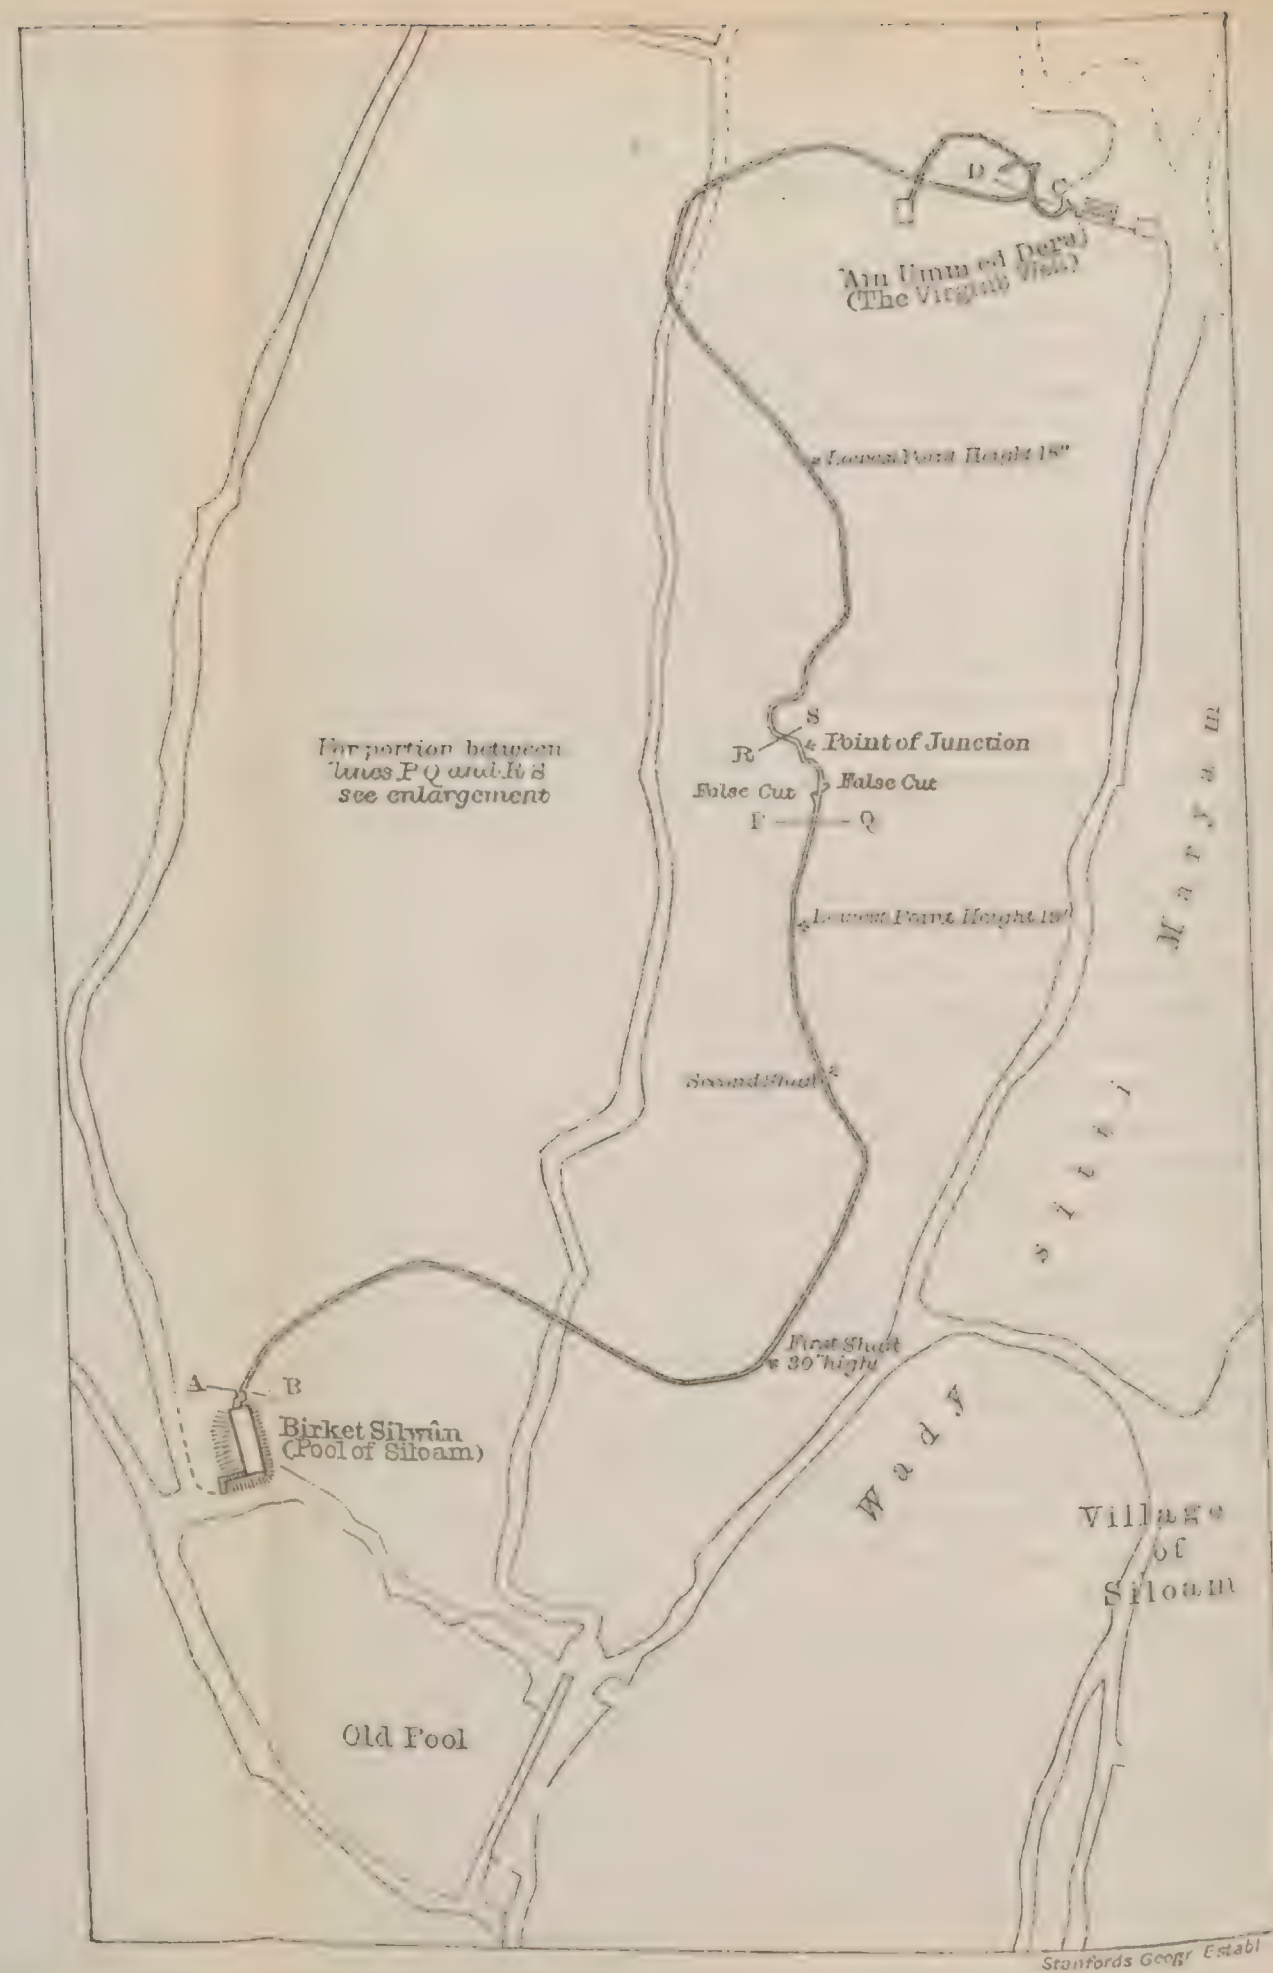 D
C
'Ain Umm ed Deraj
(The Virgin's Well)
Lowest Point Height 18"
S
R
Point of Junction
For portion between
lines P Q and R S
see enlargement
False Cut
False Cut
P
Q
Lowest Point Height 19"
Second Shaft
Wady Sitti Maryam
First Shaft
30" high
A
B
Birket Silwân
(Pool of Siloam)
Village
of
Siloam
Old Pool
Stanfords Geogr Establ